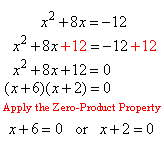 x²+8x=−12
x²+8x+12=−12+12
x²+8x+12=0
(x+6)(x+2)=0
Apply the Zero-Product Property
x+6=0 or x+2=0